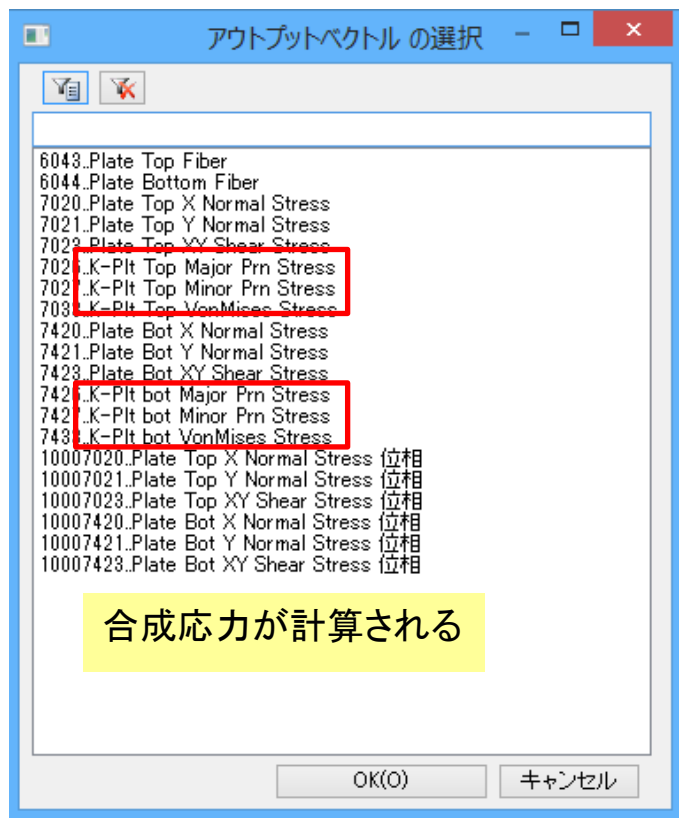 アウトプットベクトル の選択
6043..Plate Top Fiber
6044..Plate Bottom Fiber
7020..Plate Top X Normal Stress
7021..Plate Top Y Normal Stress
7023..Plate Top XY Shear Stress
7026..K-Plt Top Major Prn Stress
7027..K-Plt Top Minor Prn Stress
7033..K-Plt Top VonMises Stress
7420..Plate Bot X Normal Stress
7421..Plate Bot Y Normal Stress
7423..Plate Bot XY Shear Stress
7426..K-Plt bot Major Prn Stress
7427..K-Plt bot Minor Prn Stress
7433..K-Plt bot VonMises Stress
10007020..Plate Top X Normal Stress 位相
10007021..Plate Top Y Normal Stress 位相
10007023..Plate Top XY Shear Stress 位相
10007420..Plate Bot X Normal Stress 位相
10007421..Plate Bot Y Normal Stress 位相
10007423..Plate Bot XY Shear Stress 位相
合成応力が計算される
OK(O)
キャンセル